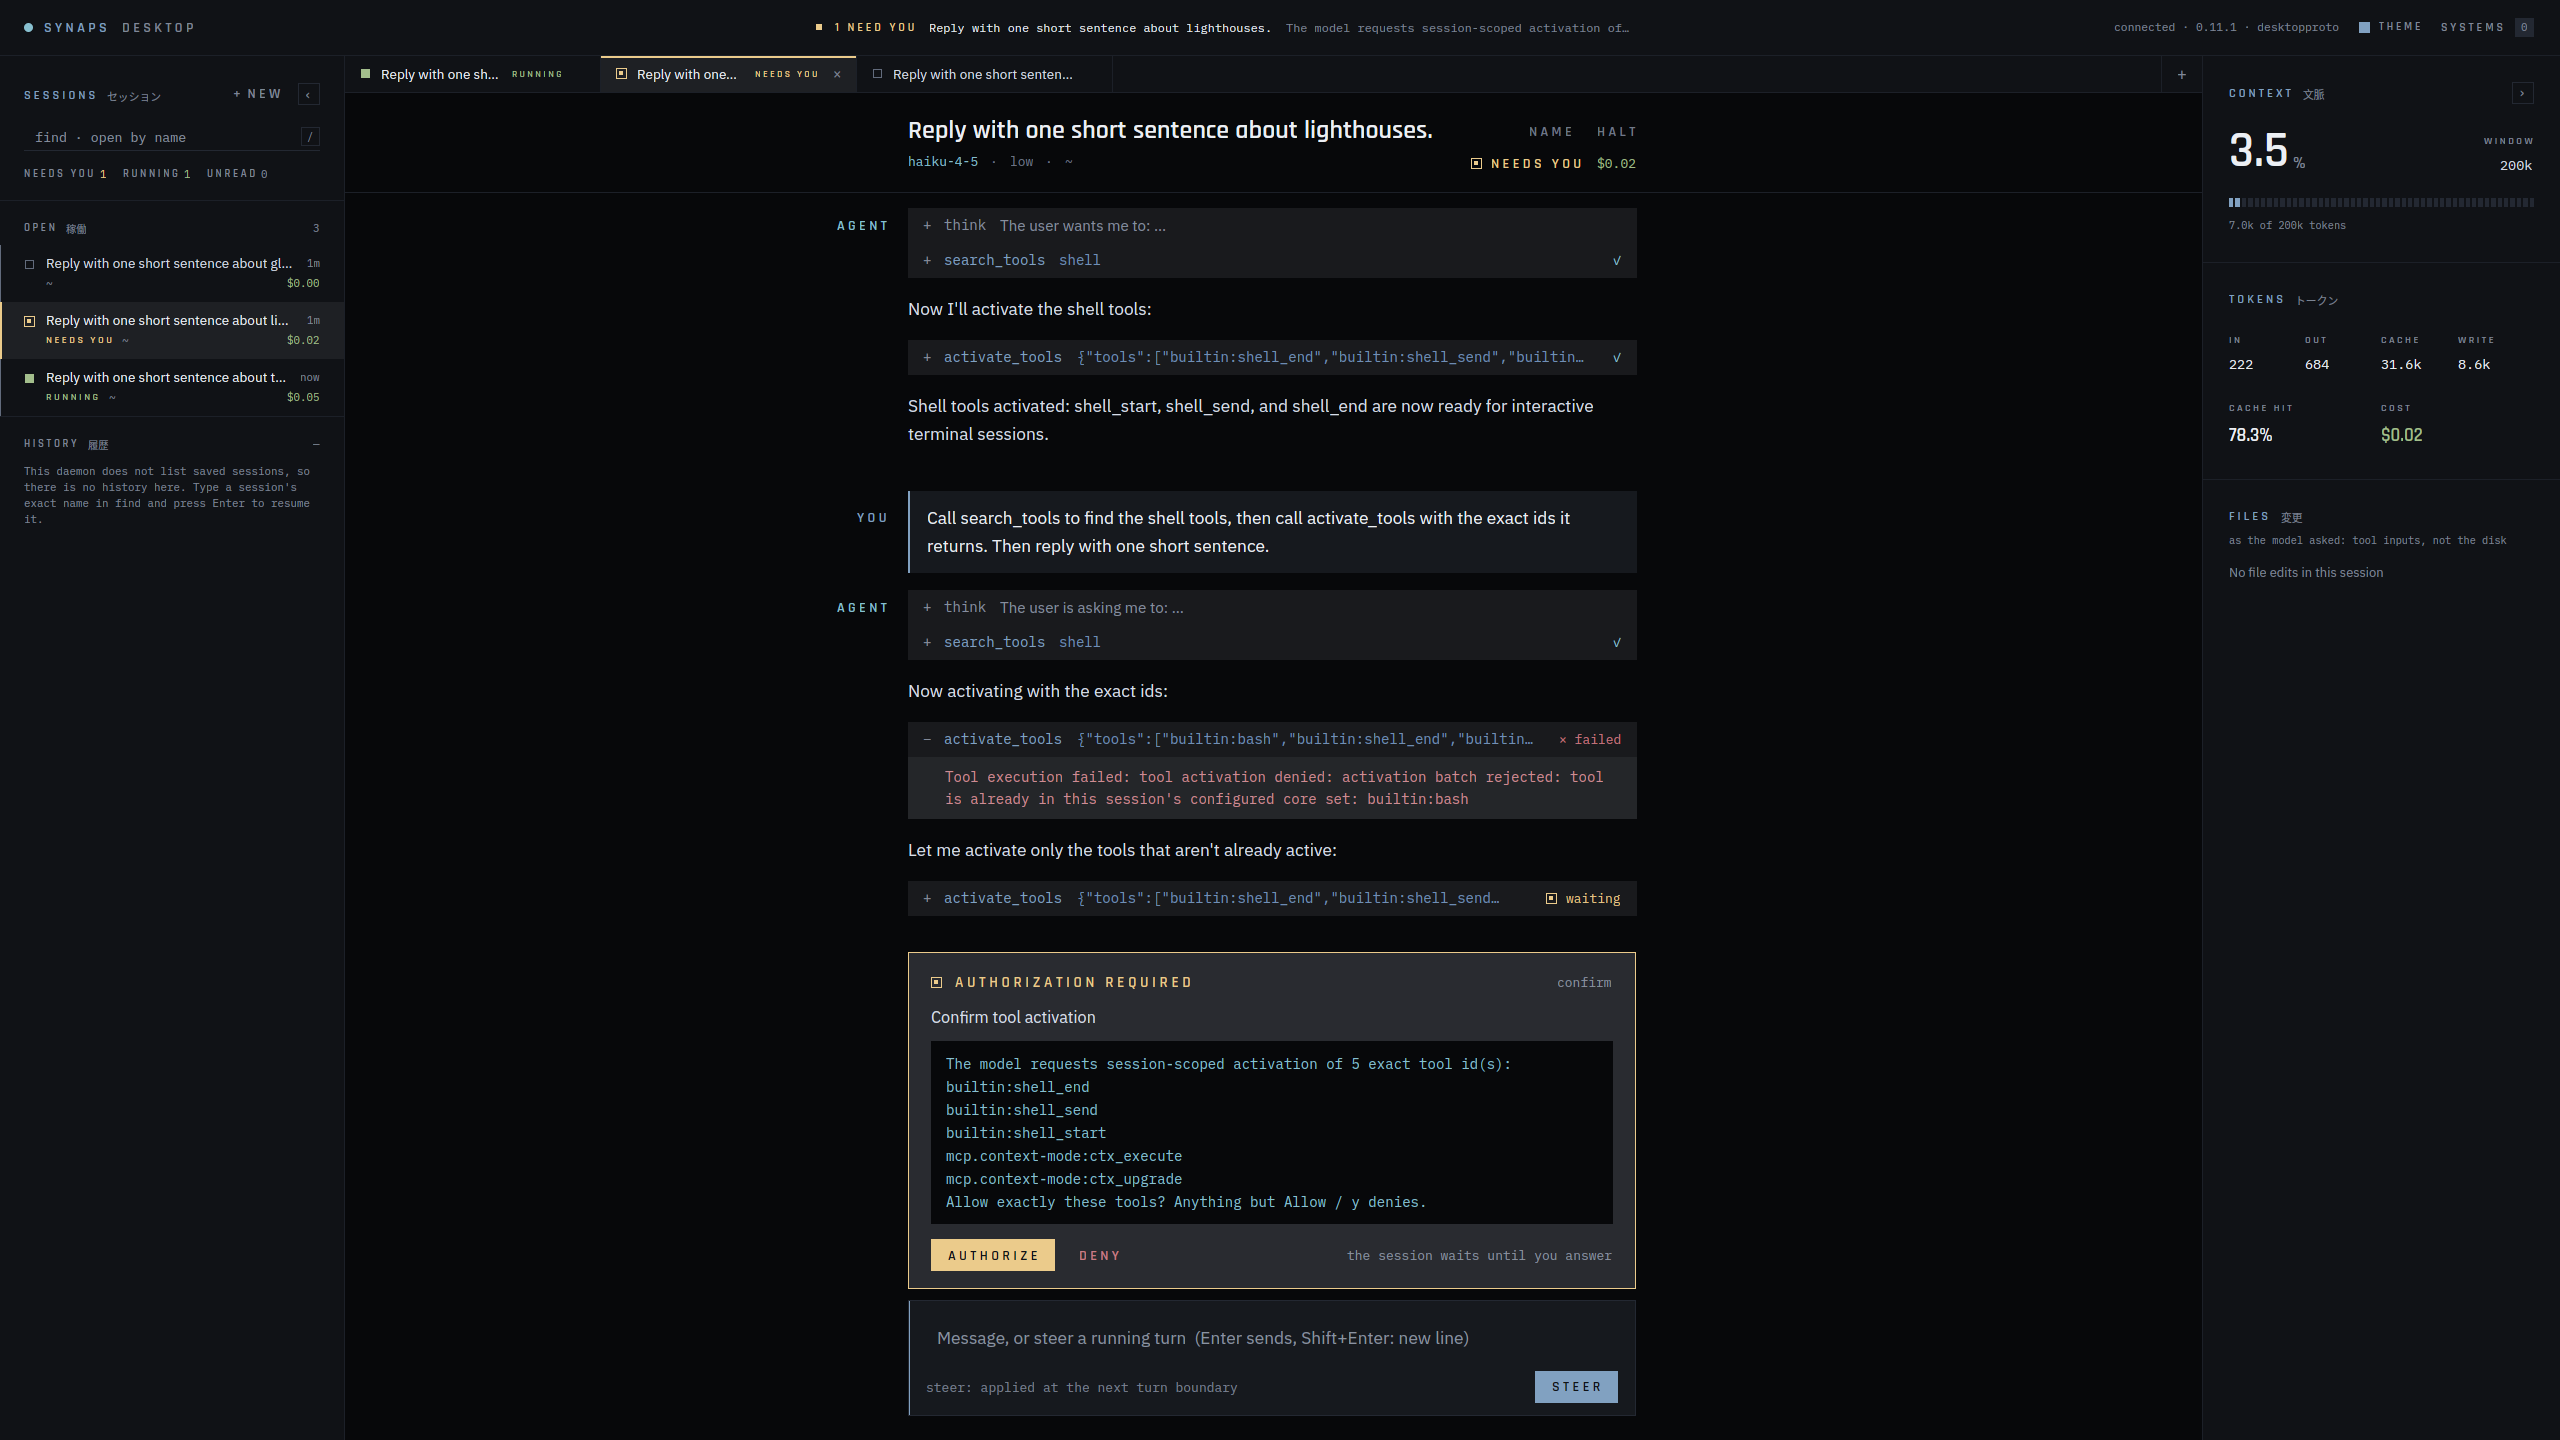 SYNAPS DESKTOP
1 NEED YOU Reply with one short sentence about lighthouses. The model requests session-scoped activation of…
connected · 0.11.1 · desktopproto THEME SYSTEMS 0
SESSIONS セッション + NEW ‹
find · open by name /
NEEDS YOU 1 RUNNING 1 UNREAD 0
OPEN 稼働 3
Reply with one short sentence about gl… 1m
~ $0.00
Reply with one short sentence about li… 1m
NEEDS YOU ~ $0.02
Reply with one short sentence about t… now
RUNNING ~ $0.05
HISTORY 履歴 —
This daemon does not list saved sessions, so
there is no history here. Type a session's
exact name in find and press Enter to resume
it.
Reply with one sh… RUNNING
Reply with one… NEEDS YOU ×
Reply with one short senten…
+
Reply with one short sentence about lighthouses. NAME HALT
haiku-4-5 · low · ~ NEEDS YOU $0.02
AGENT
+ think The user wants me to: …
+ search_tools shell ✓
Now I'll activate the shell tools:
+ activate_tools {"tools":["builtin:shell_end","builtin:shell_send","builtin… ✓
Shell tools activated: shell_start, shell_send, and shell_end are now ready for interactive
terminal sessions.
YOU
Call search_tools to find the shell tools, then call activate_tools with the exact ids it
returns. Then reply with one short sentence.
AGENT
+ think The user is asking me to: …
+ search_tools shell ✓
Now activating with the exact ids:
− activate_tools {"tools":["builtin:bash","builtin:shell_end","builtin… × failed
Tool execution failed: tool activation denied: activation batch rejected: tool
is already in this session's configured core set: builtin:bash
Let me activate only the tools that aren't already active:
+ activate_tools {"tools":["builtin:shell_end","builtin:shell_send… waiting
AUTHORIZATION REQUIRED confirm
Confirm tool activation
The model requests session-scoped activation of 5 exact tool id(s):
builtin:shell_end
builtin:shell_send
builtin:shell_start
mcp.context-mode:ctx_execute
mcp.context-mode:ctx_upgrade
Allow exactly these tools? Anything but Allow / y denies.
AUTHORIZE DENY the session waits until you answer
Message, or steer a running turn (Enter sends, Shift+Enter: new line)
steer: applied at the next turn boundary STEER
CONTEXT 文脈 ›
3.5 % WINDOW
200k
7.0k of 200k tokens
TOKENS トークン
IN OUT CACHE WRITE
222 684 31.6k 8.6k
CACHE HIT COST
78.3% $0.02
FILES 変更
as the model asked: tool inputs, not the disk
No file edits in this session